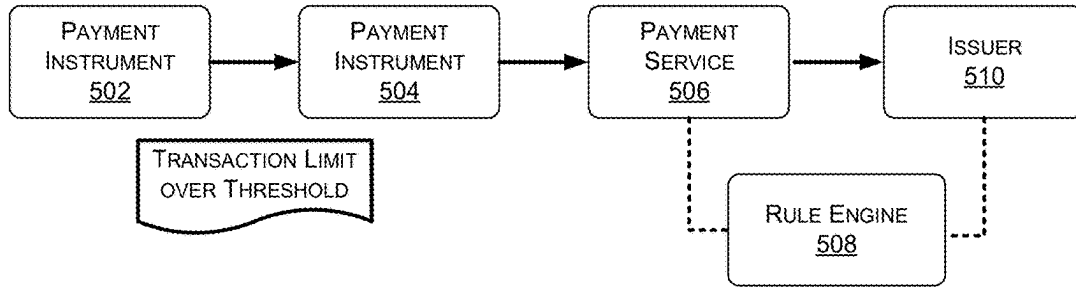 PAYMENT
INSTRUMENT
502
PAYMENT
INSTRUMENT
504
PAYMENT
SERVICE
506
ISSUER
510
TRANSACTION LIMIT
OVER THRESHOLD
RULE ENGINE
508